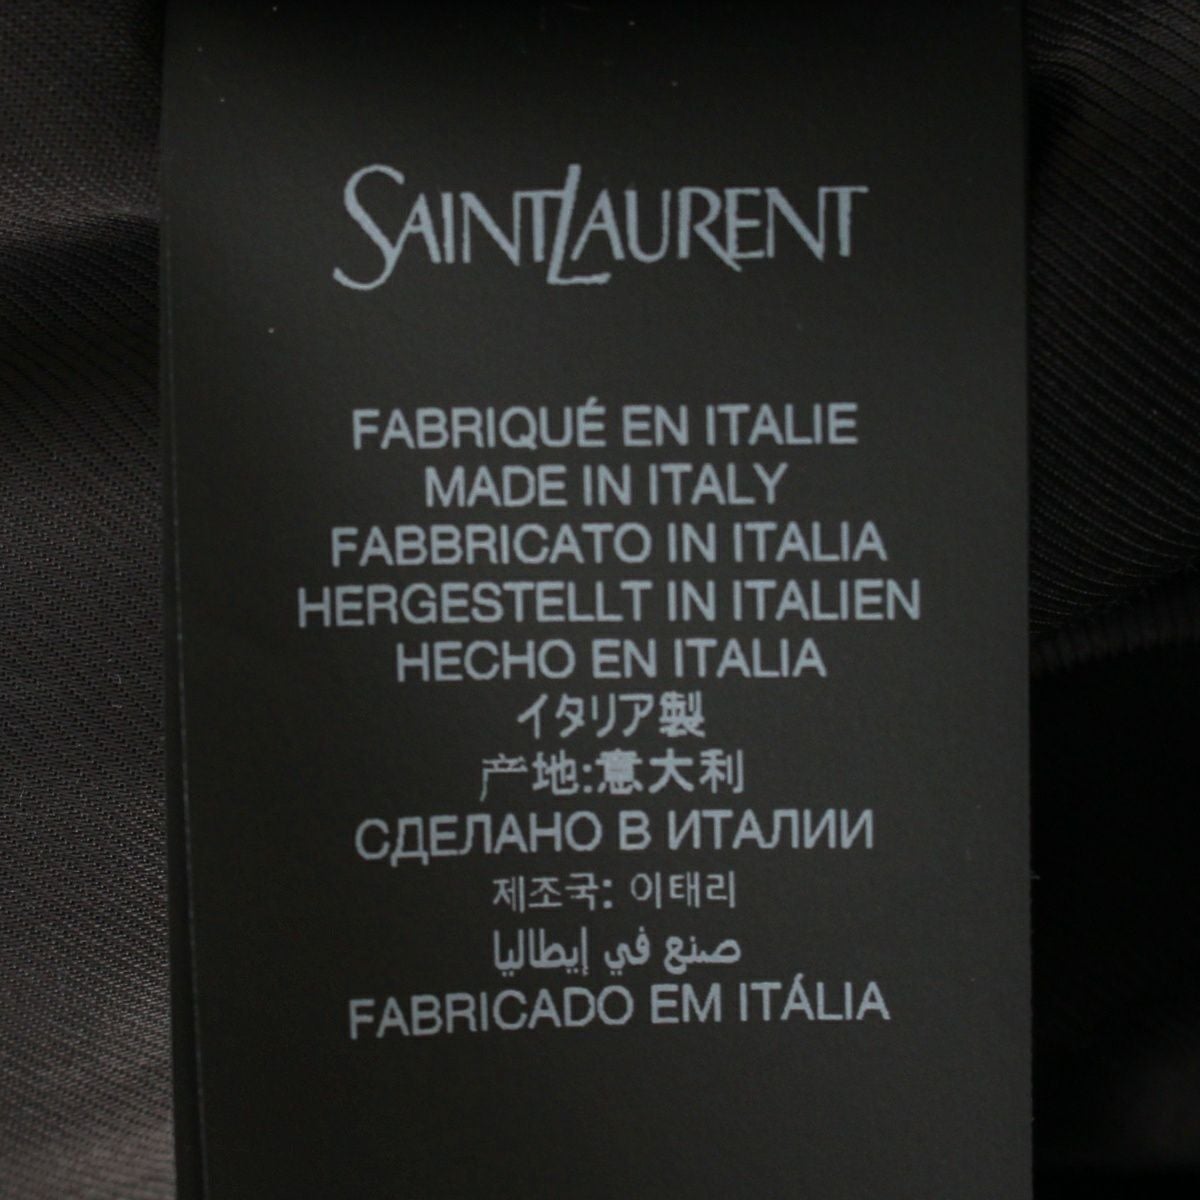 SAINT LAURENT
FABRIQUÉ EN ITALIE
MADE IN ITALY
FABBRICATO IN ITALIA
HERGESTELLT IN ITALIEN
HECHO EN ITALIA
イタリア製
产地:意大利
СДЕЛАНО В ИТАЛИИ
제조국: 이태리
صنع في إيطاليا
FABRICADO EM ITÁLIA